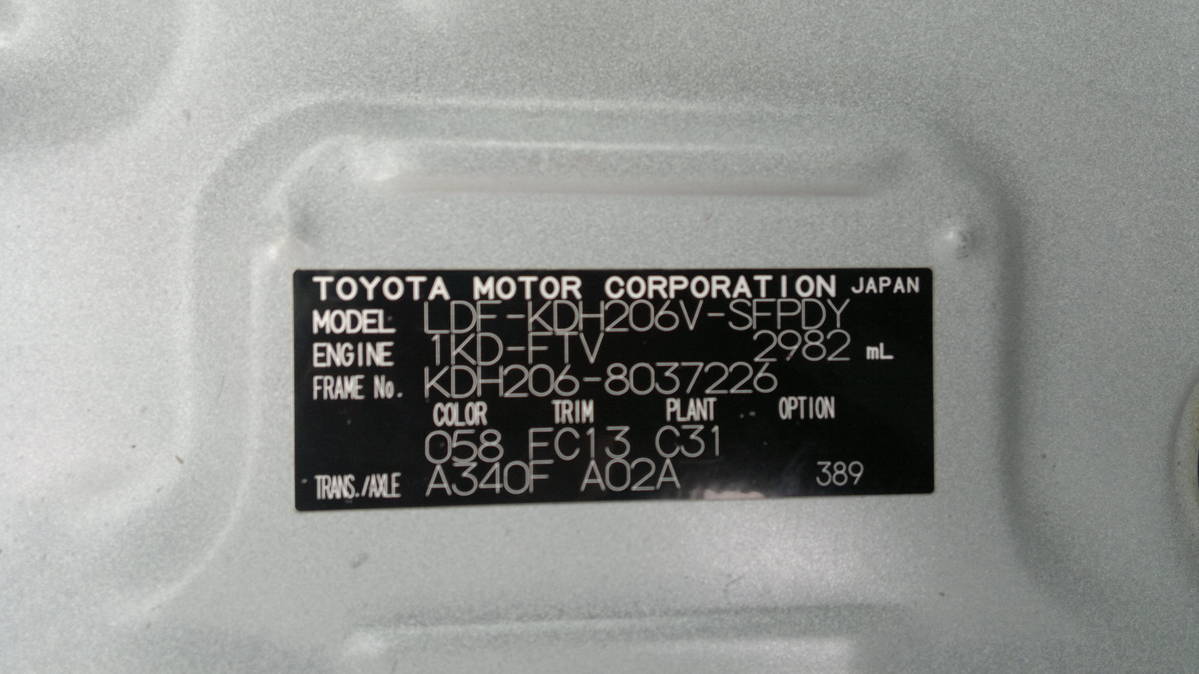 TOYOTA MOTOR CORPORATION JAPAN
MODEL LDF-KDH206V-SFPDY
ENGINE 1KD-FTV 2982 mL
FRAME No. KDH206-8037226
COLOR TRIM PLANT OPTION
058 FC13 C31
TRANS./AXLE A340F A02A 389